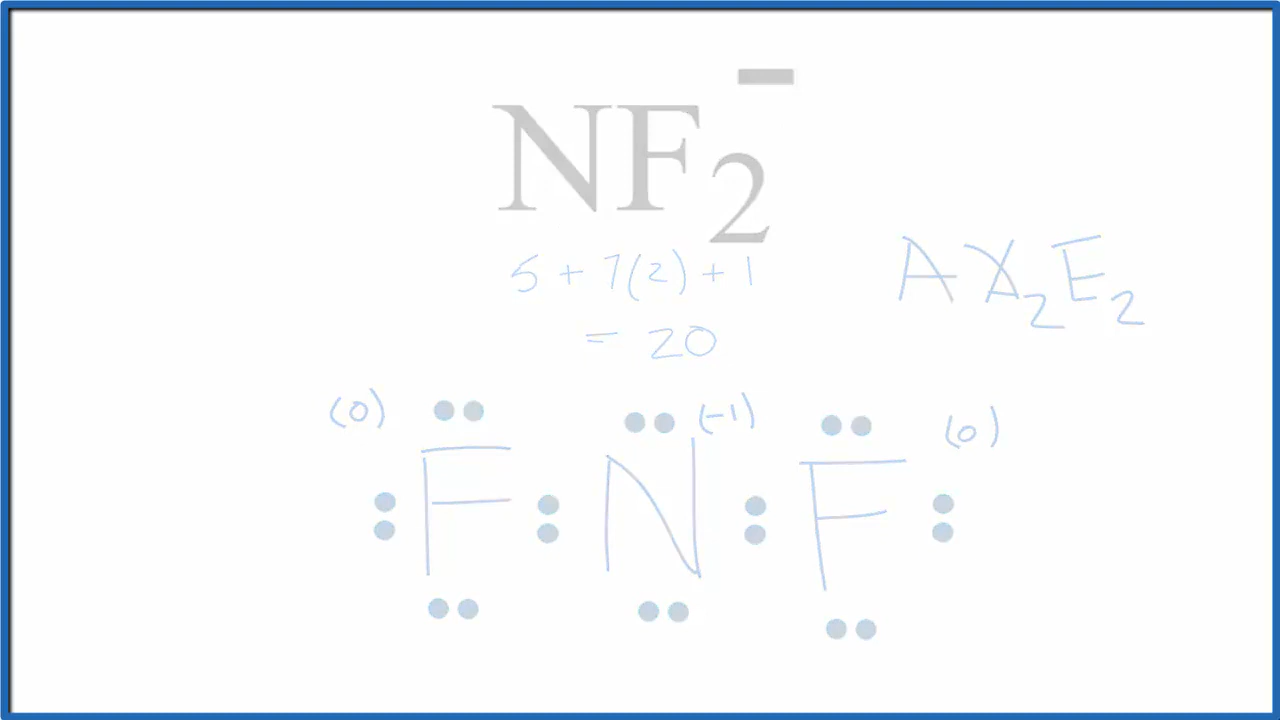 NF₂⁻
5 + 7(2) + 1
AX₂E₂
= 20
(0) (-1) (0)
F : N : F